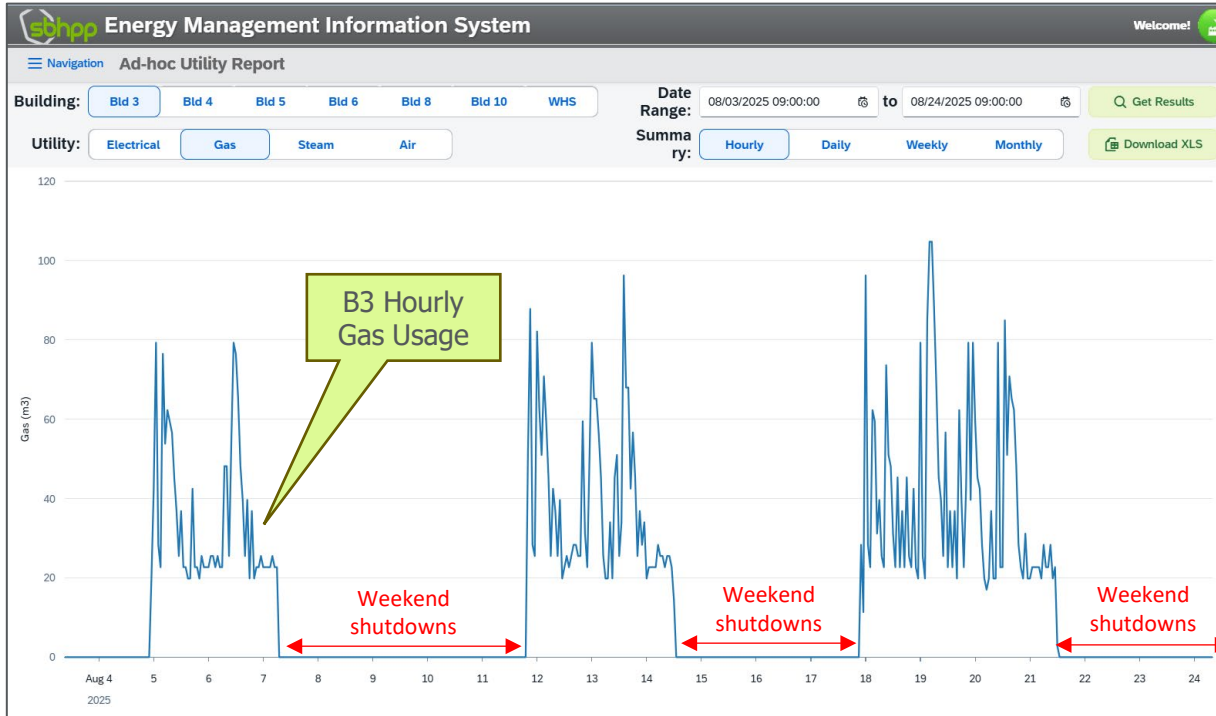 sbhpp Energy Management Information System
Welcome!
Navigation Ad-hoc Utility Report
Building: Bld 3 Bld 4 Bld 5 Bld 6 Bld 8 Bld 10 WHS
Date
Range: 08/03/2025 09:00:00 to 08/24/2025 09:00:00 Get Results
Utility: Electrical Gas Steam Air
Summa
ry: Hourly Daily Weekly Monthly Download XLS
120
100
80
60
40
20
0
Gas (m3)
B3 Hourly
Gas Usage
Weekend
shutdowns
Weekend
shutdowns
Weekend
shutdowns
Aug 4 5 6 7 8 9 10 11 12 13 14 15 16 17 18 19 20 21 22 23 24
2025